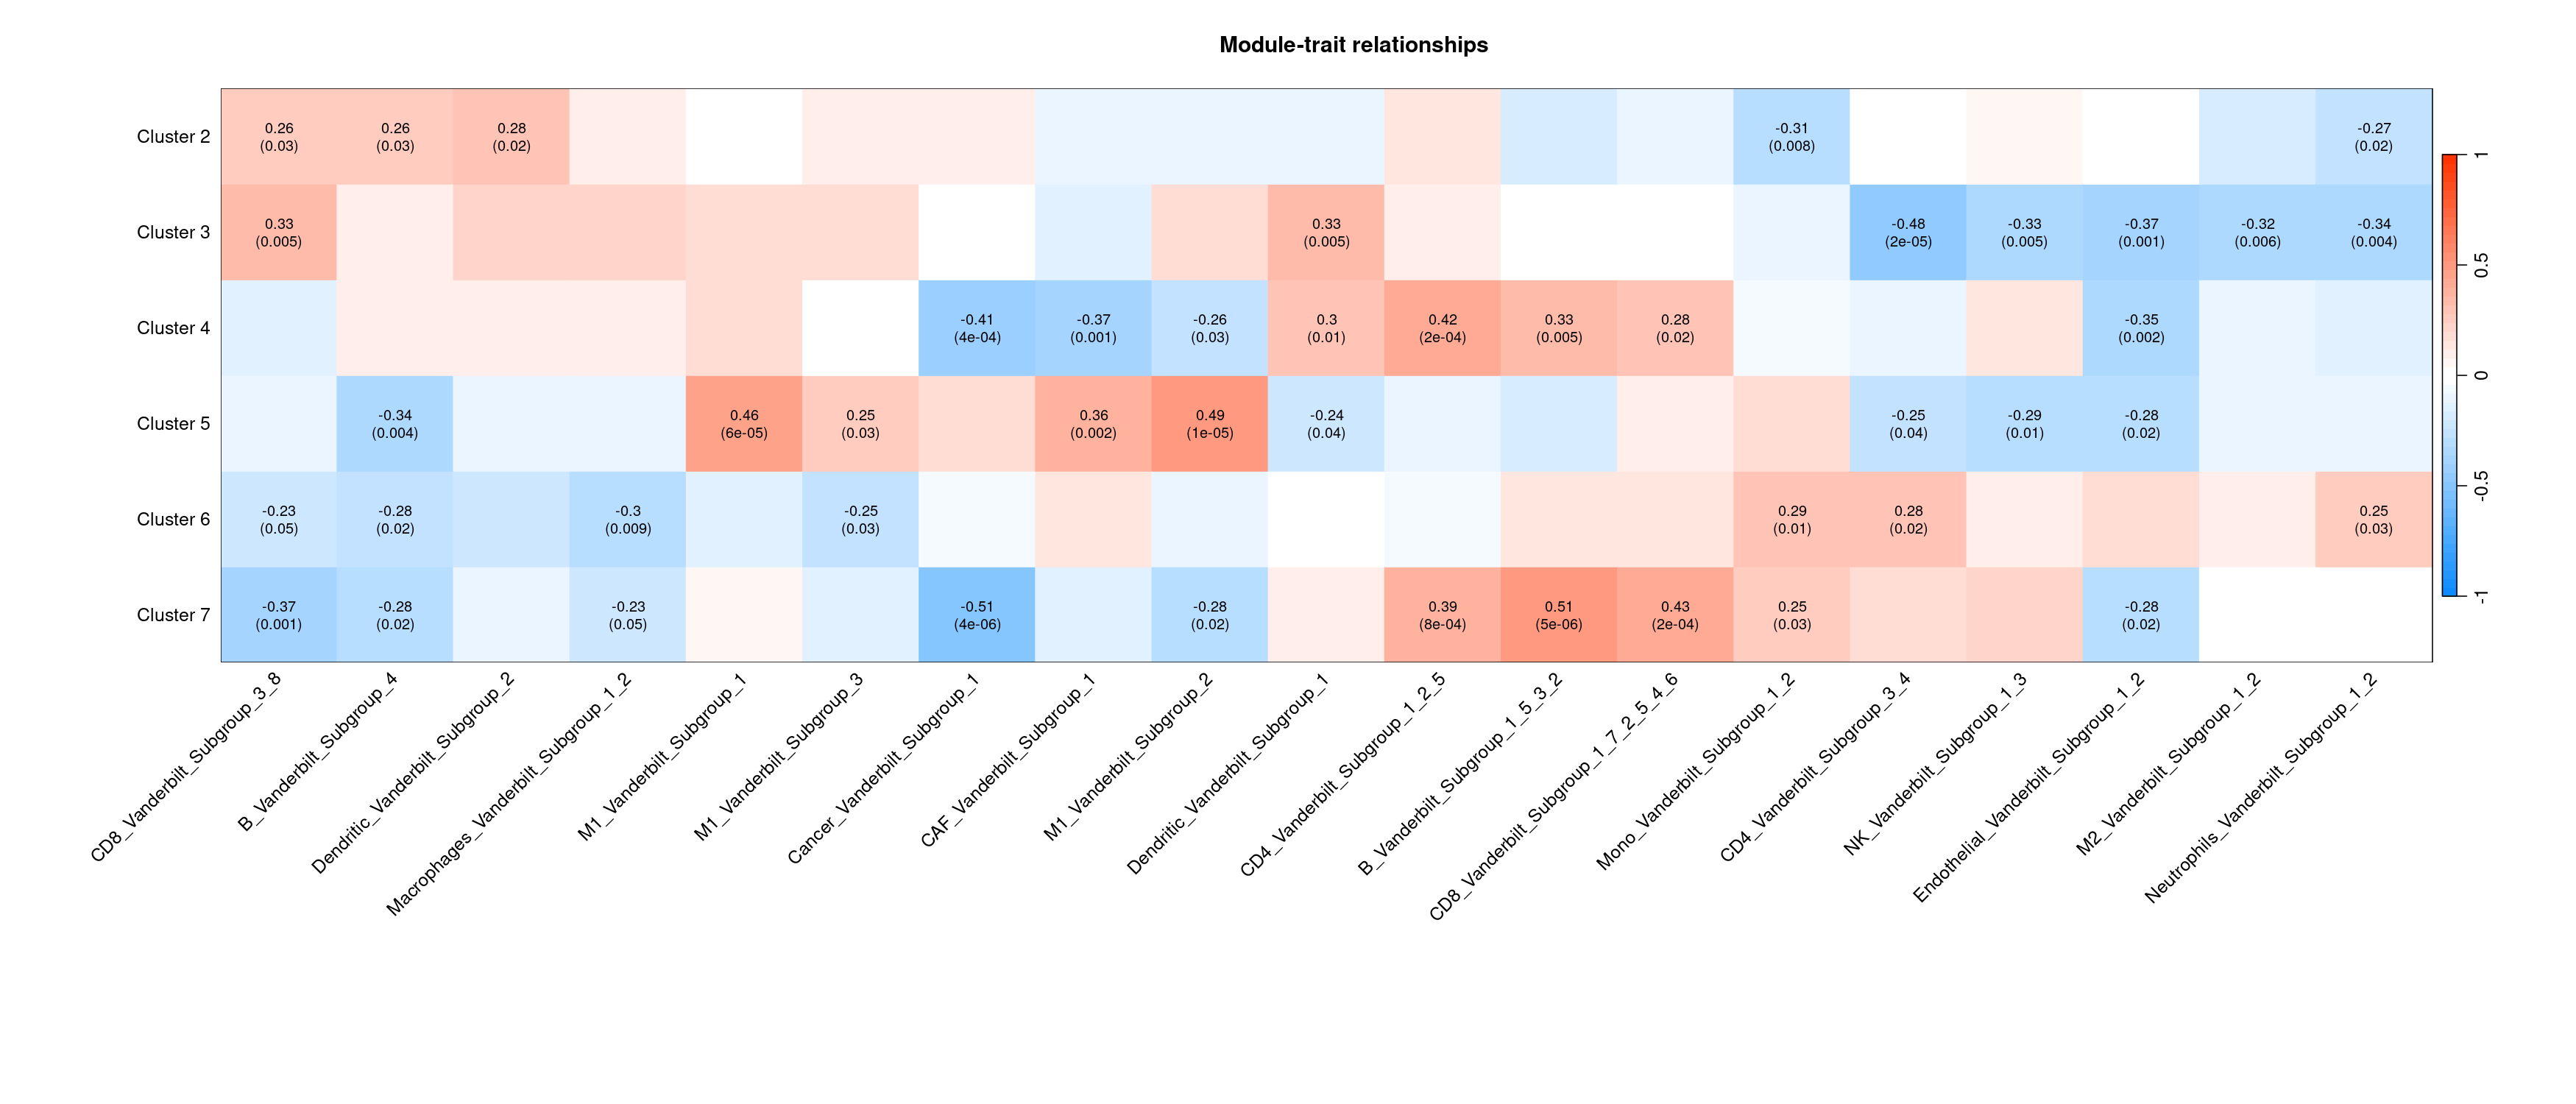 Module-trait relationships
Cluster 2
0.26 0.26 0.28 -0.31 -0.27
(0.03) (0.03) (0.02) (0.008) (0.02)
Cluster 3
0.33 0.33 -0.48 -0.33 -0.37 -0.32 -0.34
(0.005) (0.005) (2e-05) (0.005) (0.001) (0.006) (0.004)
Cluster 4
-0.41 -0.37 -0.26 0.3 0.42 0.33 0.28 -0.35
(4e-04) (0.001) (0.03) (0.01) (2e-04) (0.005) (0.02) (0.002)
Cluster 5
-0.34 0.46 0.25 0.36 0.49 -0.24 -0.25 -0.29 -0.28
(0.004) (6e-05) (0.03) (0.002) (1e-05) (0.04) (0.04) (0.01) (0.02)
Cluster 6
-0.23 -0.28 -0.3 -0.25 0.29 0.28 0.25
(0.05) (0.02) (0.009) (0.03) (0.01) (0.02) (0.03)
Cluster 7
-0.37 -0.28 -0.23 -0.51 -0.28 0.39 0.51 0.43 0.25 -0.28
(0.001) (0.02) (0.05) (4e-06) (0.02) (8e-04) (5e-06) (2e-04) (0.03) (0.02)
CD8_Vanderbilt_Subgroup_3_8
B_Vanderbilt_Subgroup_4
Dendritic_Vanderbilt_Subgroup_2
Macrophages_Vanderbilt_Subgroup_1_2
M1_Vanderbilt_Subgroup_1
M1_Vanderbilt_Subgroup_3
Cancer_Vanderbilt_Subgroup_1
CAF_Vanderbilt_Subgroup_1
M1_Vanderbilt_Subgroup_2
Dendritic_Vanderbilt_Subgroup_1
CD4_Vanderbilt_Subgroup_1_2_5
B_Vanderbilt_Subgroup_1_5_3_2
CD8_Vanderbilt_Subgroup_1_7_2_5_4_6
Mono_Vanderbilt_Subgroup_1_2
CD4_Vanderbilt_Subgroup_3_4
NK_Vanderbilt_Subgroup_1_3
Endothelial_Vanderbilt_Subgroup_1_2
M2_Vanderbilt_Subgroup_1_2
Neutrophils_Vanderbilt_Subgroup_1_2
1
0.5
0
-0.5
-1